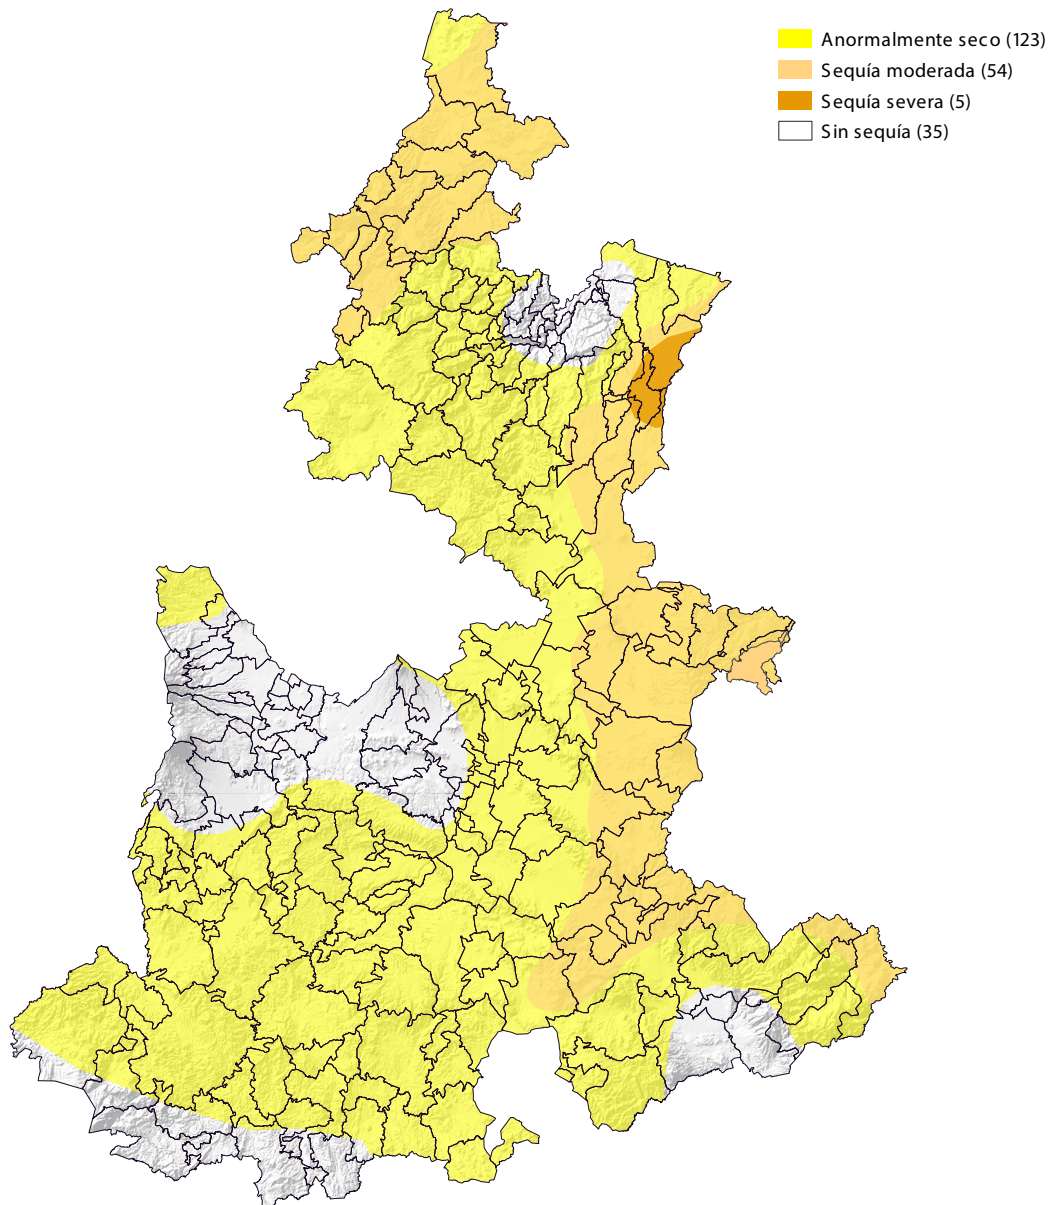 Anormalmente seco (123)
Sequía moderada (54)
Sequía severa (5)
Sin sequía (35)